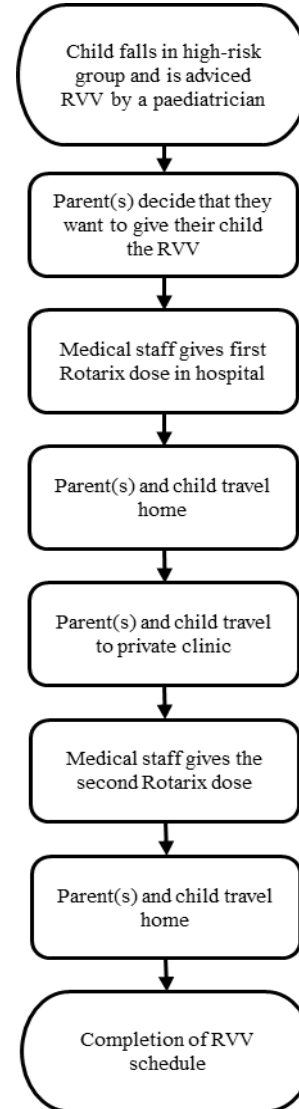 Child falls in high-risk
group and is adviced
RVV by a paediatrician
Parent(s) decide that they
want to give their child
the RVV
Medical staff gives first
Rotarix dose in hospital
Parent(s) and child travel
home
Parent(s) and child travel
to private clinic
Medical staff gives the
second Rotarix dose
Parent(s) and child travel
home
Completion of RVV
schedule